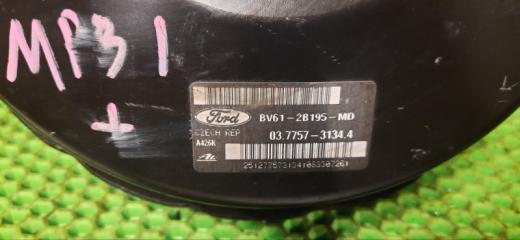 MP31
+
Ford
BV61-2B195-MD
CZECH REP
03.7757-3134.4
A426K